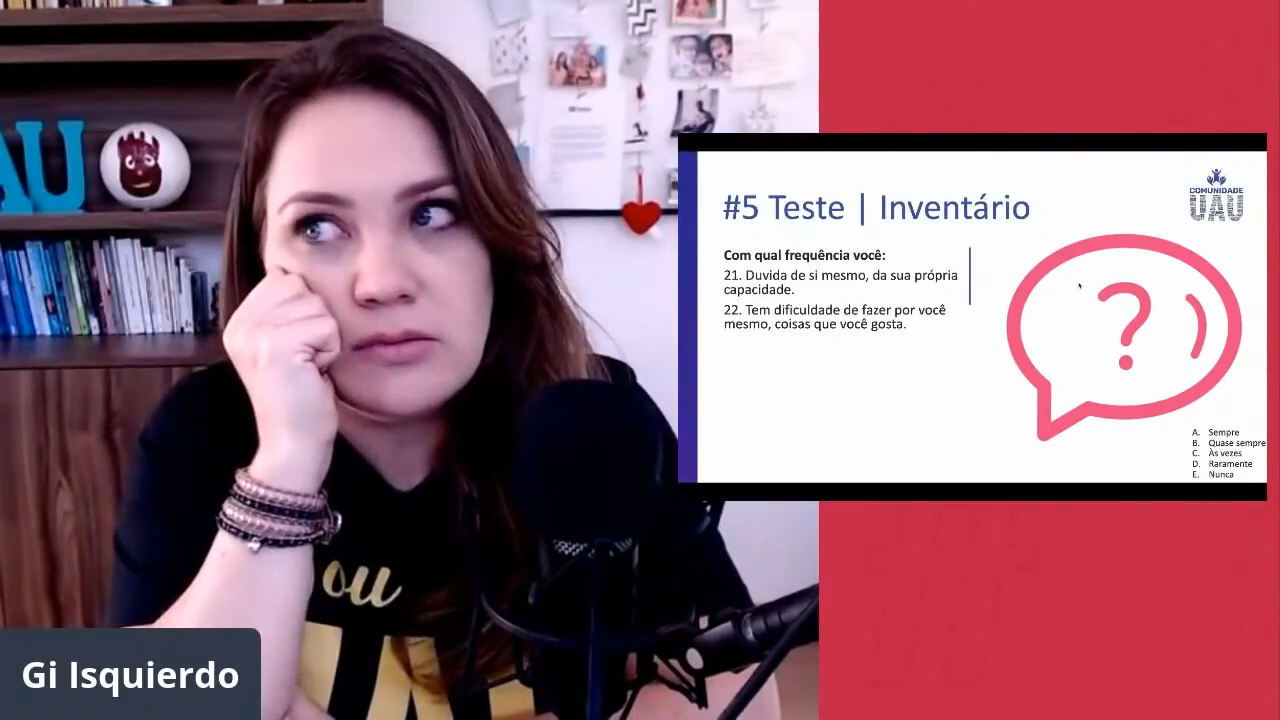 AU
#5 Teste | Inventário
COMUNIDADE
UAU
Com qual frequência você:
21. Duvida de si mesmo, da sua própria
capacidade.
22. Tem dificuldade de fazer por você
mesmo, coisas que você gosta.
A. Sempre
B. Quase sempre
C. Às vezes
D. Raramente
E. Nunca
ou
Gi Isquierdo